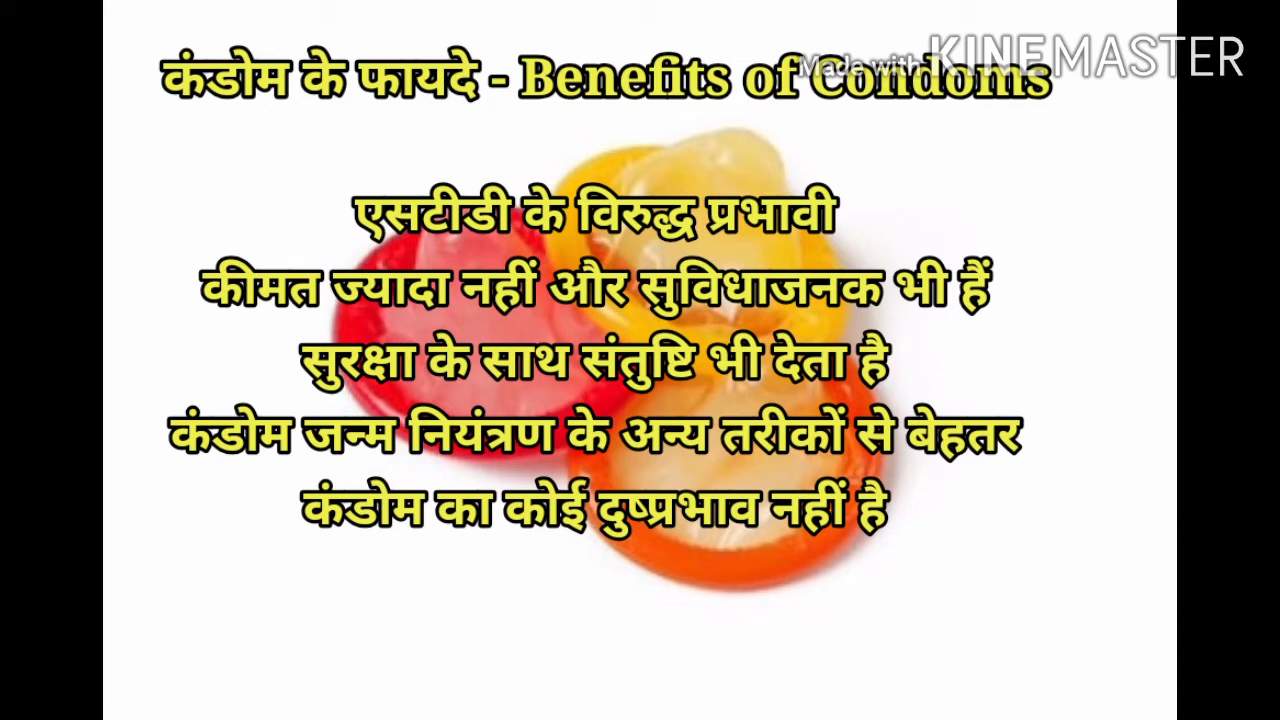 कंडोम के फायदे - Benefits of Condoms
Made with KINEMASTER
एसटीडी के विरुद्ध प्रभावी
कीमत ज्यादा नहीं और सुविधाजनक भी हैं
सुरक्षा के साथ संतुष्टि भी देता है
कंडोम जन्म नियंत्रण के अन्य तरीकों से बेहतर
कंडोम का कोई दुष्प्रभाव नहीं है